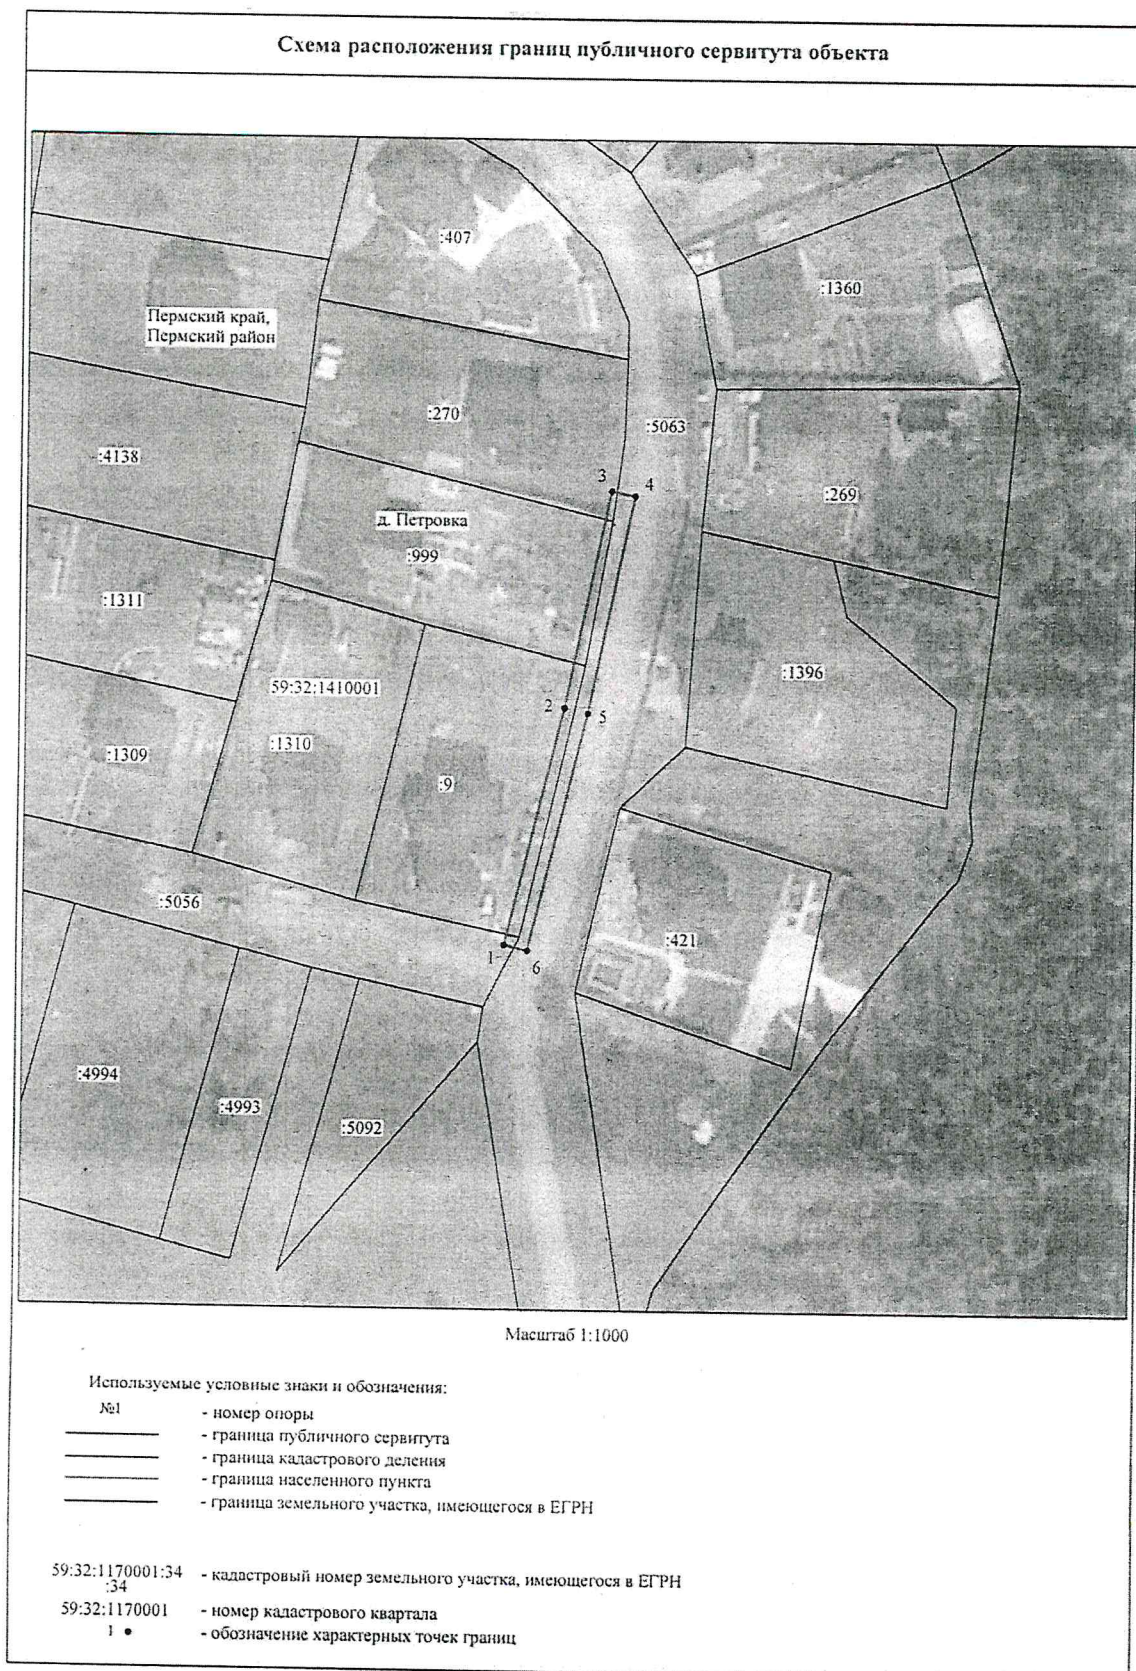 Схема расположения границ публичного сервитута объекта
:407
:1360
Пермский край,
Пермский район
:270
:5063
:4138
3
4
:269
д. Петровка
:999
:1311
59:32:1410001
:1396
2
5
:1310
:1309
:9
:5056
:421
1
6
:4994
:4993
:5092
Масштаб 1:1000
Используемые условные знаки и обозначения:
№1 - номер опоры
- граница публичного сервитута
- граница кадастрового деления
- граница населенного пункта
- граница земельного участка, имеющегося в ЕГРН
59:32:1170001:34
:34
- кадастровый номер земельного участка, имеющегося в ЕГРН
59:32:1170001 - номер кадастрового квартала
1 ● - обозначение характерных точек границ